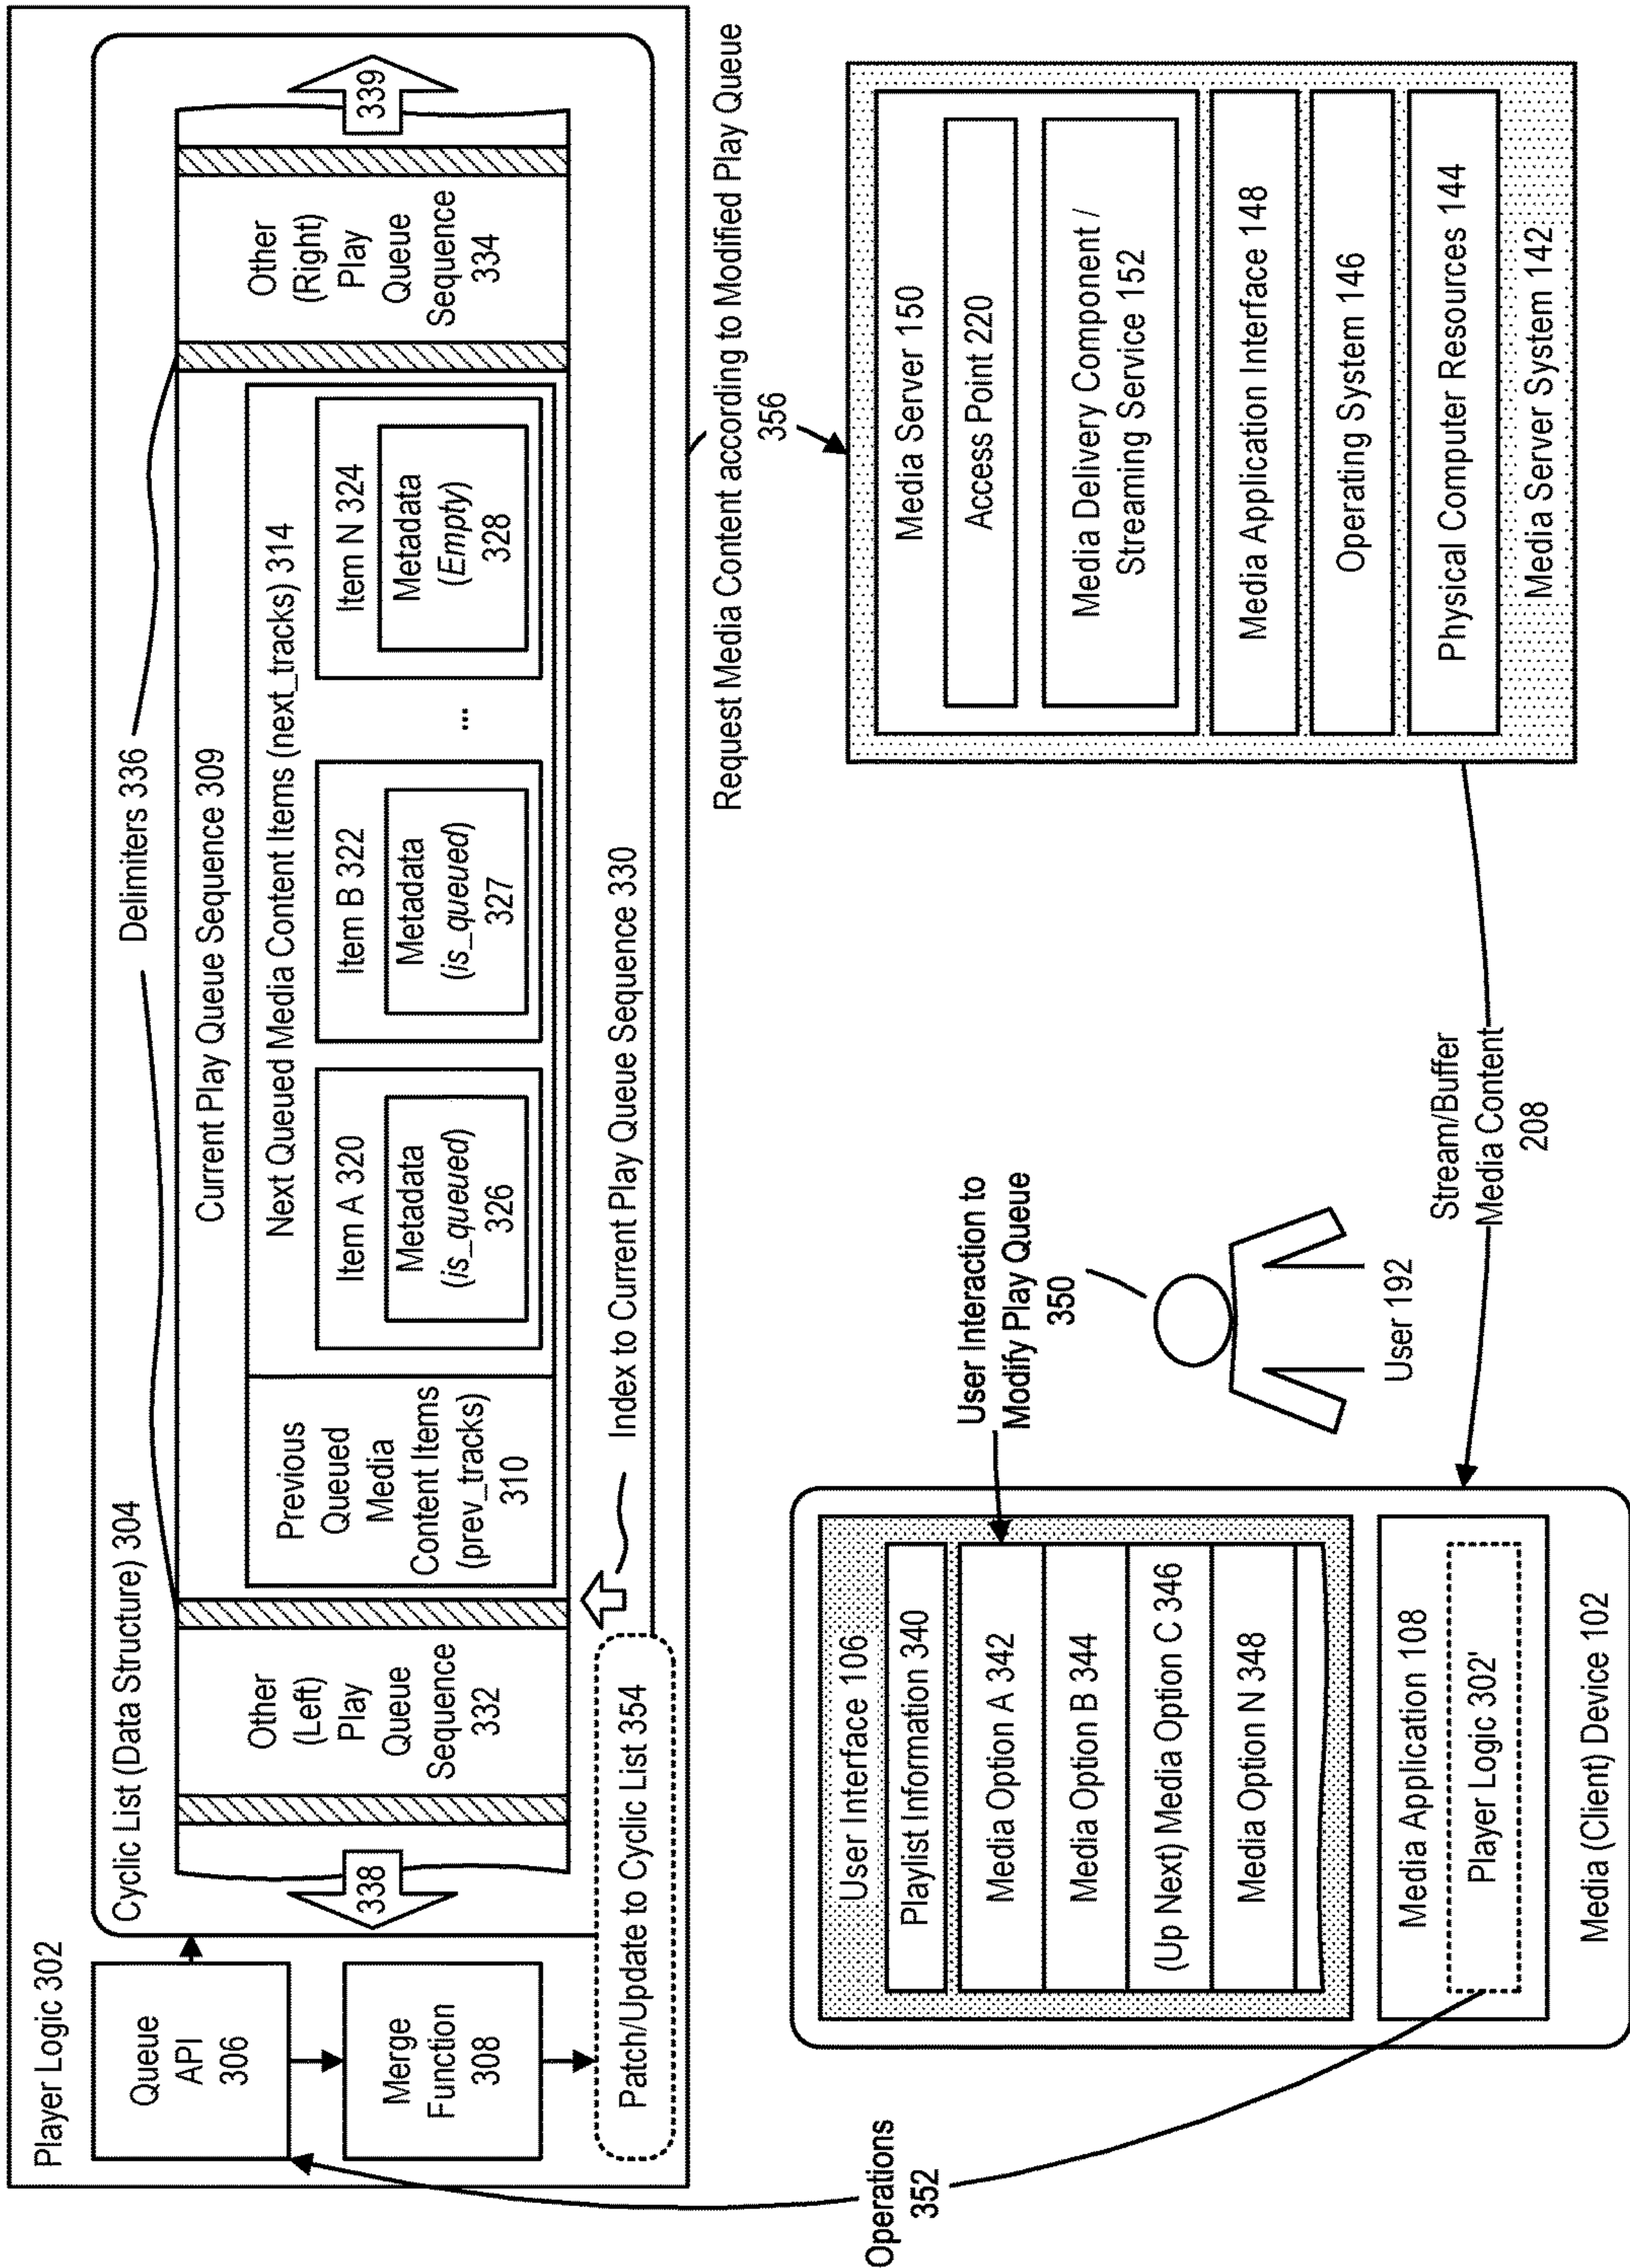 Player Logic 302
Queue
API
306
Merge
Function
308
Patch/Update to Cyclic List 354
Cyclic List (Data Structure) 304
338
Other
(Left)
Play
Queue
Sequence
332
Delimiters 336
Current Play Queue Sequence 309
Previous
Queued
Media
Content Items
(prev_tracks)
310
Next Queued Media Content Items (next_tracks) 314
Item A 320
Metadata
(is_queued)
326
Item B 322
Metadata
(is_queued)
327
...
Item N 324
Metadata
(Empty)
328
Other
(Right)
Play
Queue
Sequence
334
339
Index to Current Play Queue Sequence 330
Request Media Content according to Modified Play Queue
356
Operations
352
User Interface 106
Playlist Information 340
Media Option A 342
Media Option B 344
(Up Next) Media Option C 346
Media Option N 348
Media Application 108
Player Logic 302'
Media (Client) Device 102
User Interaction to
Modify Play Queue
350
User 192
Stream/Buffer
Media Content
208
Media Server 150
Access Point 220
Media Delivery Component /
Streaming Service 152
Media Application Interface 148
Operating System 146
Physical Computer Resources 144
Media Server System 142